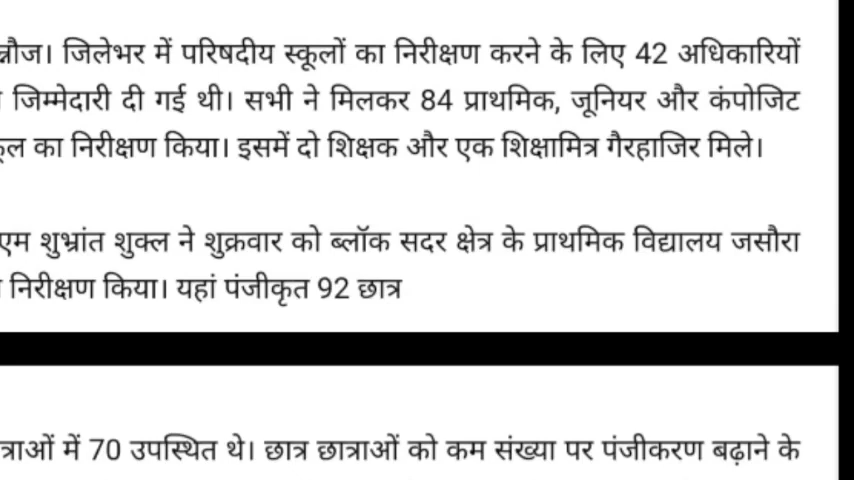 न्नौज। जिलेभर में परिषदीय स्कूलों का निरीक्षण करने के लिए 42 अधिकारियों
जिम्मेदारी दी गई थी। सभी ने मिलकर 84 प्राथमिक, जूनियर और कंपोजिट
का निरीक्षण किया। इसमें दो शिक्षक और एक शिक्षामित्र गैरहाजिर मिले।
एम शुभ्रांत शुक्ल ने शुक्रवार को ब्लॉक सदर क्षेत्र के प्राथमिक विद्यालय जसौरा
निरीक्षण किया। यहां पंजीकृत 92 छात्र
त्राओं में 70 उपस्थित थे। छात्र छात्राओं को कम संख्या पर पंजीकरण बढ़ाने के